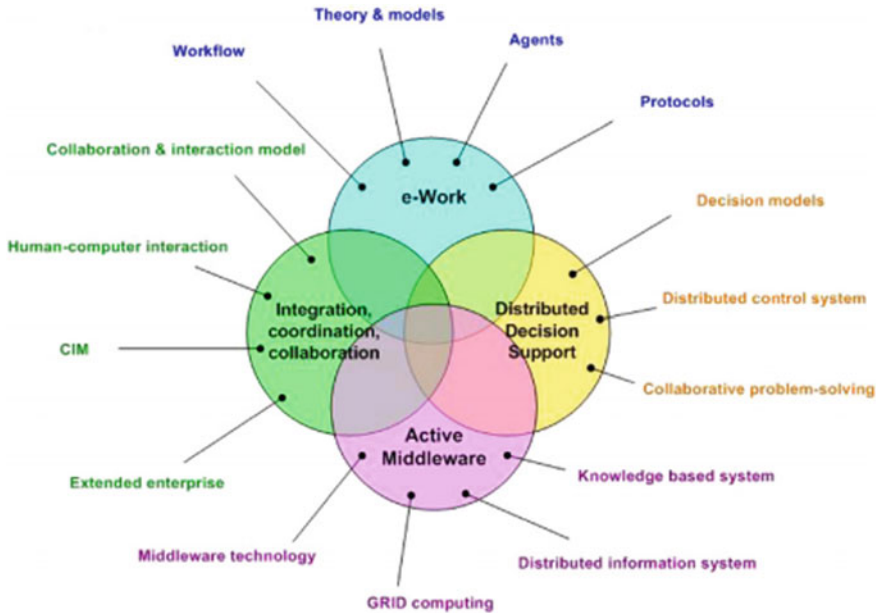 Theory & models
Agents
Workflow
Protocols
Collaboration & interaction model
e-Work
Decision models
Human-computer interaction
Distributed control system
Integration,
coordination,
collaboration
Distributed
Decision
Support
CIM
Collaborative problem-solving
Active
Middleware
Knowledge based system
Extended enterprise
Middleware technology
Distributed information system
GRID computing